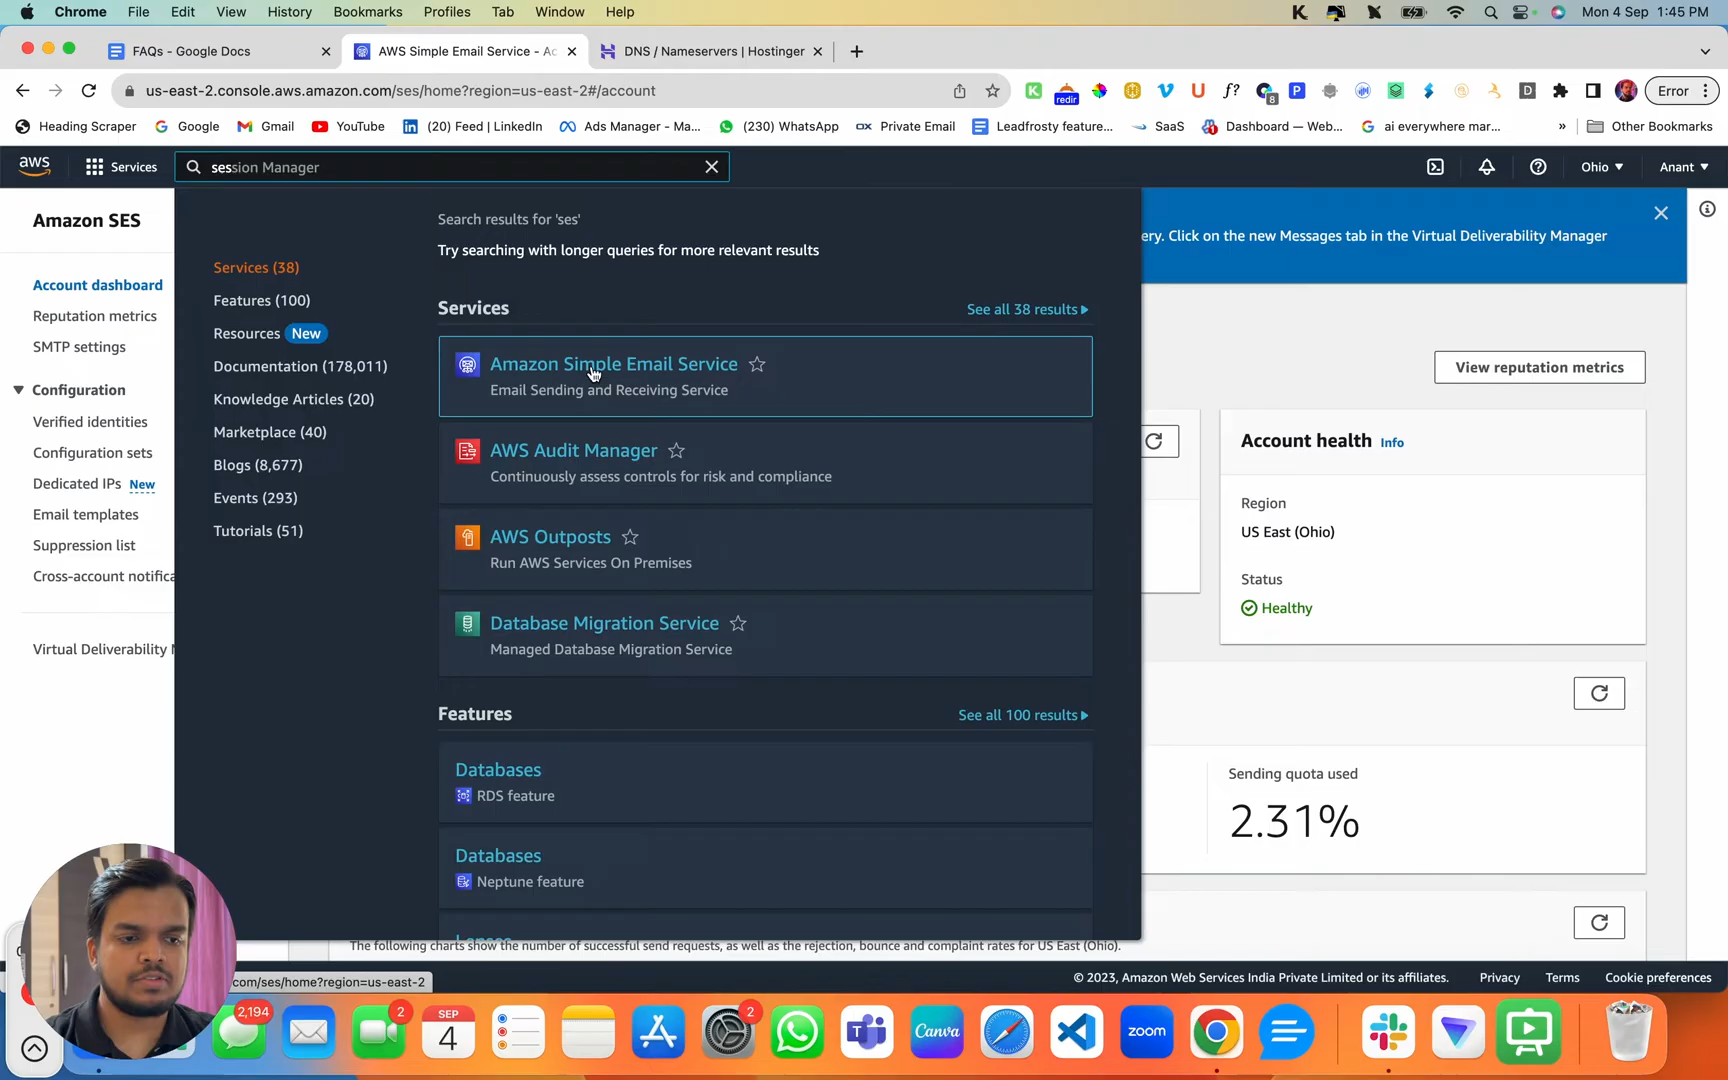 Chrome File Edit View History Bookmarks Profiles Tab Window Help
Mon 4 Sep 1:45 PM
FAQs - Google Docs
AWS Simple Email Service - Ac
DNS / Nameservers | Hostinger
us-east-2.console.aws.amazon.com/ses/home?region=us-east-2#/account
redir
8
Error
Heading Scraper
Google
Gmail
YouTube
(20) Feed | LinkedIn
Ads Manager - Ma...
(230) WhatsApp
Private Email
Leadfrosty feature...
SaaS
Dashboard — Web...
ai everywhere mar...
Other Bookmarks
aws
Services
session Manager
Ohio
Anant
Amazon SES
Account dashboard
Reputation metrics
SMTP settings
Configuration
Verified identities
Configuration sets
Dedicated IPs New
Email templates
Suppression list
Cross-account notifica
Virtual Deliverability
Services (38)
Features (100)
Resources New
Documentation (178,011)
Knowledge Articles (20)
Marketplace (40)
Blogs (8,677)
Events (293)
Tutorials (51)
Search results for 'ses'
Try searching with longer queries for more relevant results
Services
See all 38 results
Amazon Simple Email Service
Email Sending and Receiving Service
AWS Audit Manager
Continuously assess controls for risk and compliance
AWS Outposts
Run AWS Services On Premises
Database Migration Service
Managed Database Migration Service
Features
See all 100 results
Databases
RDS feature
Databases
Neptune feature
ery. Click on the new Messages tab in the Virtual Deliverability Manager
View reputation metrics
Account health Info
Region
US East (Ohio)
Status
Healthy
Sending quota used
2.31%
The following charts show the number of successful send requests, as well as the rejection, bounce and complaint rates for US East (Ohio).
com/ses/home?region=us-east-2
© 2023, Amazon Web Services India Private Limited or its affiliates.
Privacy
Terms
Cookie preferences
2,194
2
SEP
4
2
Canva
zoom